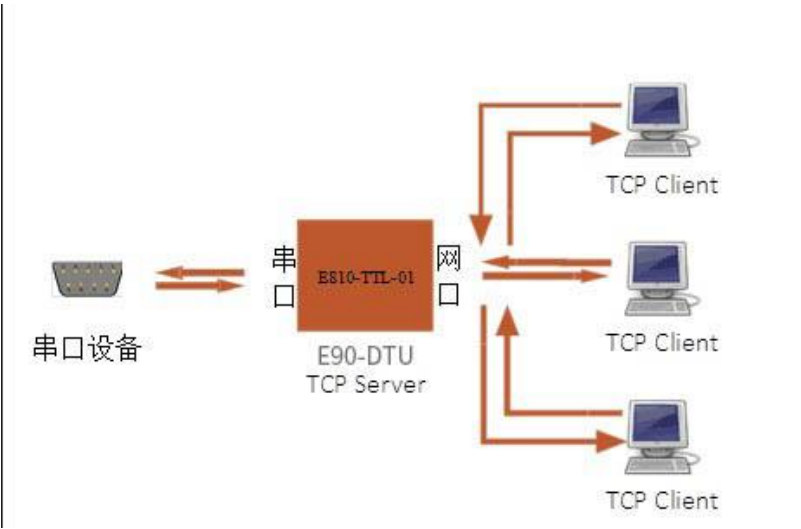 TCP Client
串口
E810-TTL-01
网口
TCP Client
串口设备
E90-DTU
TCP Server
TCP Client